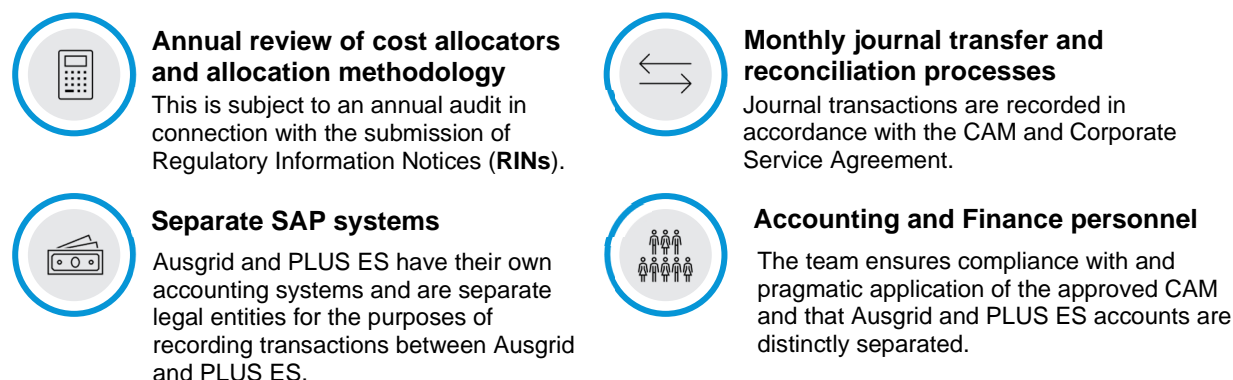 Annual review of cost allocators
and allocation methodology
This is subject to an annual audit in
connection with the submission of
Regulatory Information Notices (RINs).
Monthly journal transfer and
reconciliation processes
Journal transactions are recorded in
accordance with the CAM and Corporate
Service Agreement.
Separate SAP systems
Ausgrid and PLUS ES have their own
accounting systems and are separate
legal entities for the purposes of
recording transactions between Ausgrid
and PLUS ES.
Accounting and Finance personnel
The team ensures compliance with and
pragmatic application of the approved CAM
and that Ausgrid and PLUS ES accounts are
distinctly separated.